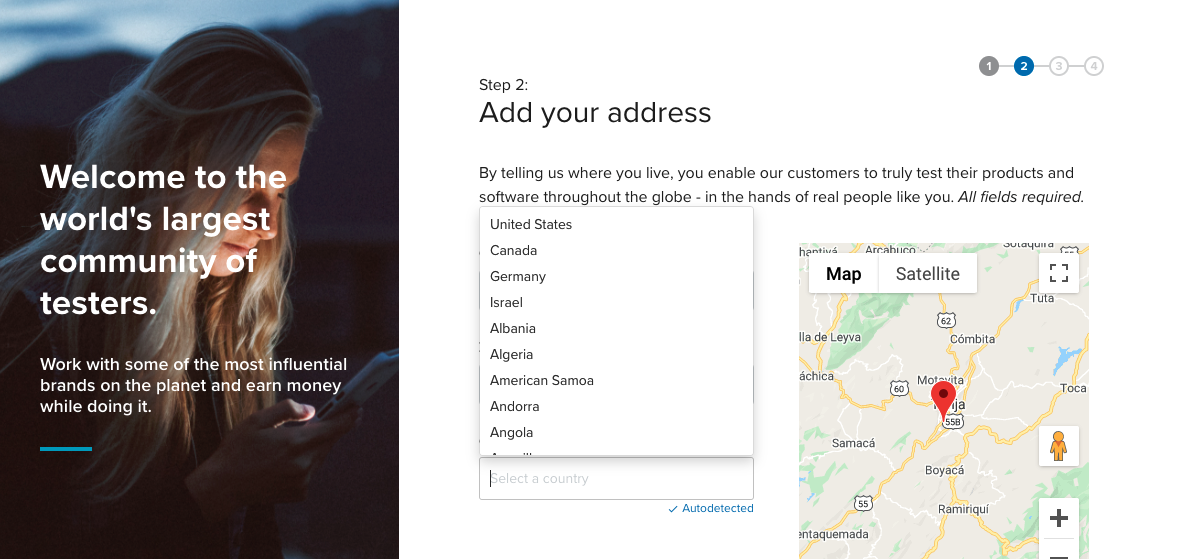 Welcome to the
world's largest
community of
testers.
Work with some of the most influential
brands on the planet and earn money
while doing it.
1 2 3 4
Step 2:
Add your address
By telling us where you live, you enable our customers to truly test their products and
software throughout the globe - in the hands of real people like you. All fields required.
United States
Canada
Germany
Israel
Albania
Algeria
American Samoa
Andorra
Angola
Select a country
Autodetected
Map
Satellite
Arcabuco
Sotaquirá
Tuta
62
lla de Leyva
Cómbita
áchica
60
Motavita
Toca
55B
Samacá
Boyacá
55
Ramiriquí
entaquemada